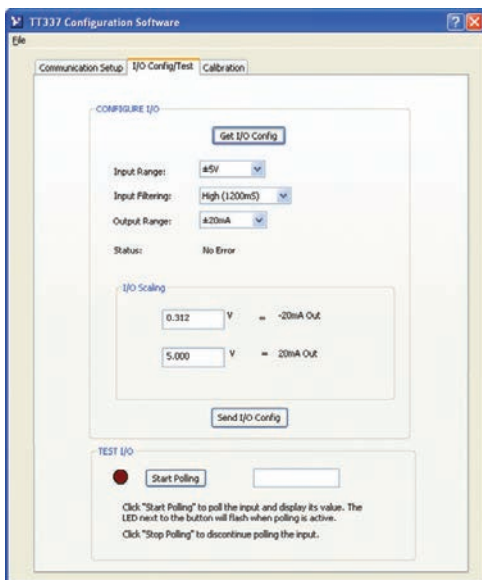 TT337 Configuration Software
File
Communication Setup I/O Config/Test Calibration
CONFIGURE I/O
Get I/O Config
Input Range: ±5V
Input Filtering: High (1200mS)
Output Range: ±20mA
Status: No Error
I/O Scaling
0.312 V = -20mA Out
5.000 V = 20mA Out
Send I/O Config
TEST I/O
Start Polling
Click "Start Polling" to poll the input and display its value. The
LED next to the button will flash when polling is active.
Click "Stop Polling" to discontinue polling the input.